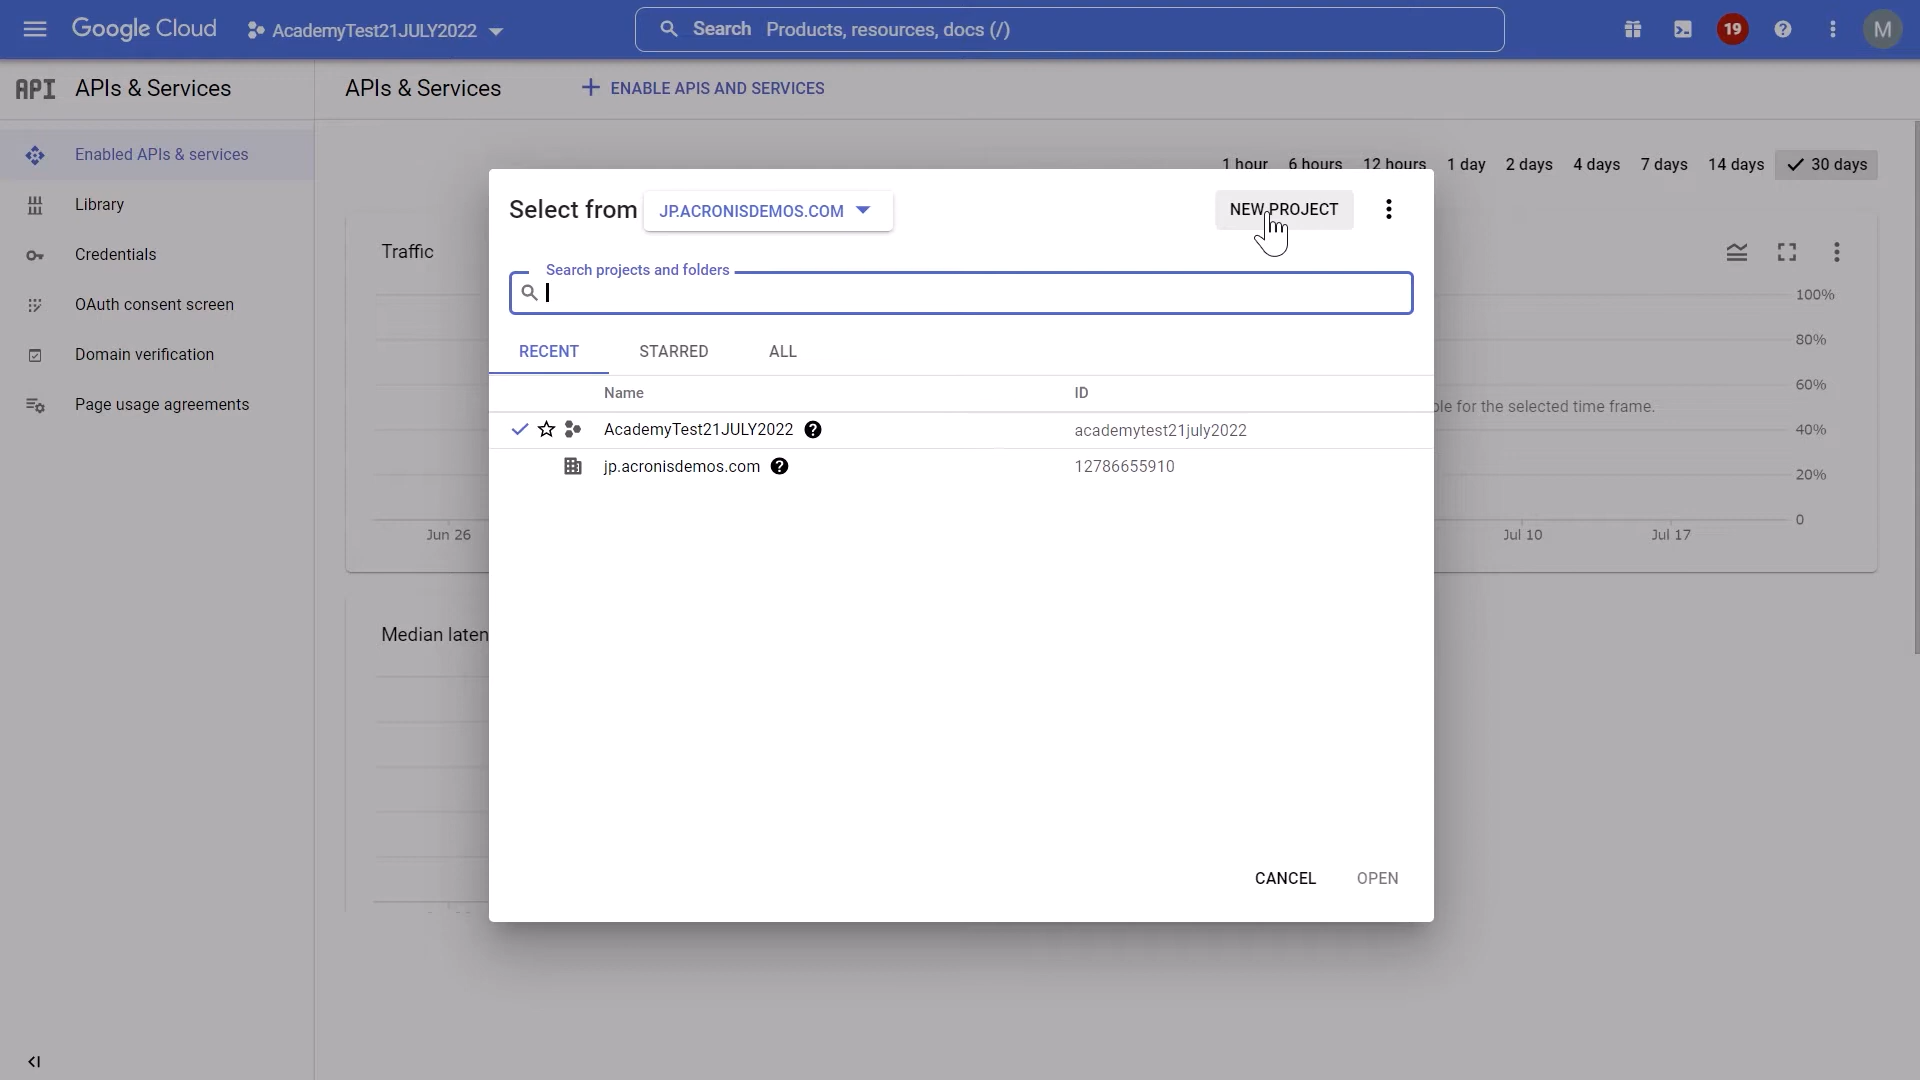 Google Cloud
AcademyTest21JULY2022
Search Products, resources, docs (/)
19
M
API APIs & Services
APIs & Services
ENABLE APIS AND SERVICES
Enabled APIs & services
Library
Credentials
OAuth consent screen
Domain verification
Page usage agreements
1 hour 6 hours 12 hours 1 day 2 days 4 days 7 days 14 days 30 days
Select from JP.ACRONISDEMOS.COM
NEW PROJECT
Search projects and folders
RECENT STARRED ALL
Name ID
AcademyTest21JULY2022 academytest21july2022
jp.acronisdemos.com 12786655910
CANCEL OPEN
Traffic
100%
80%
60%
for the selected time frame.
40%
20%
0
Jun 26 Jul 10 Jul 17
Median